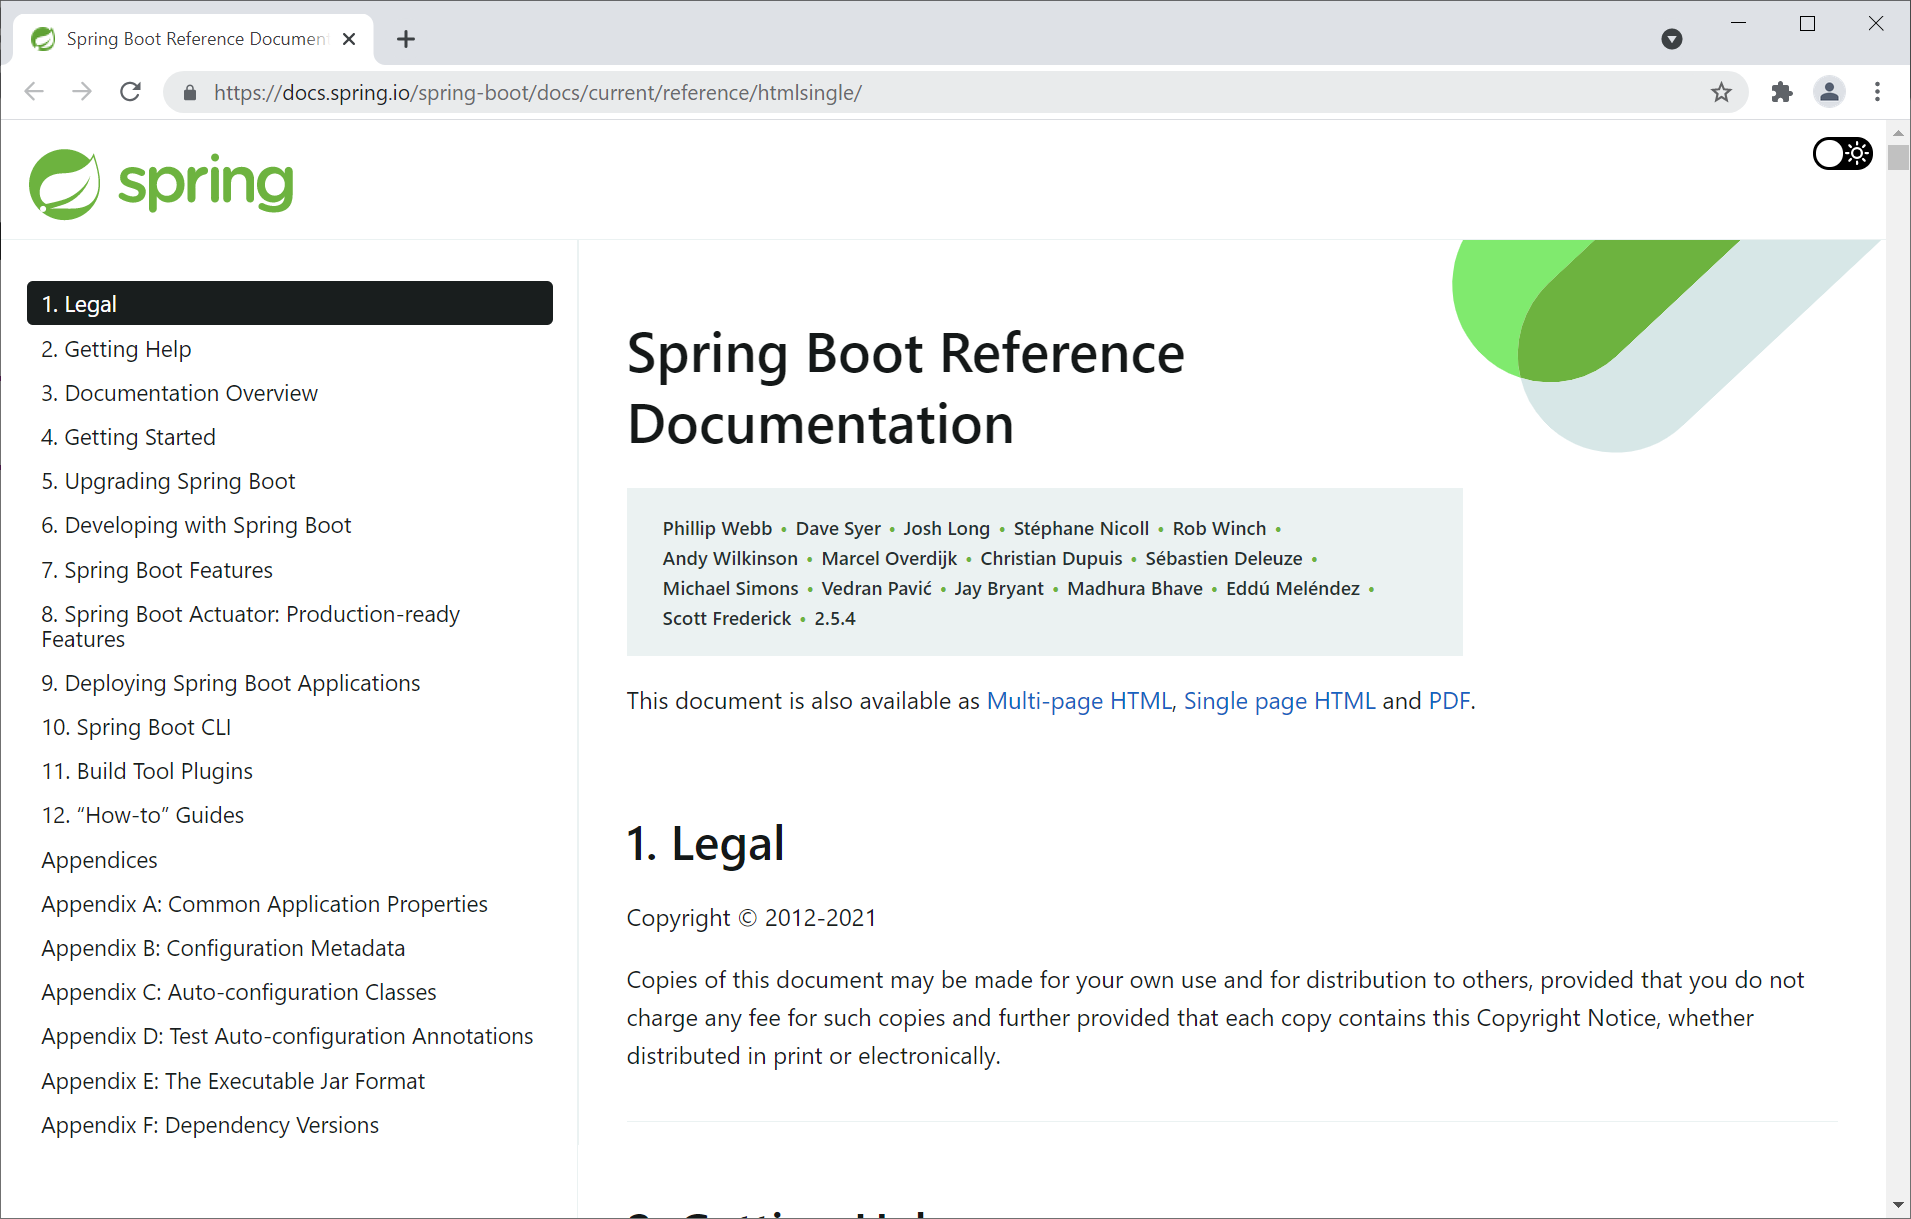 Spring Boot Reference Document
https://docs.spring.io/spring-boot/docs/current/reference/htmlsingle/
spring
1. Legal
2. Getting Help
3. Documentation Overview
4. Getting Started
5. Upgrading Spring Boot
6. Developing with Spring Boot
7. Spring Boot Features
8. Spring Boot Actuator: Production-ready
Features
9. Deploying Spring Boot Applications
10. Spring Boot CLI
11. Build Tool Plugins
12. “How-to” Guides
Appendices
Appendix A: Common Application Properties
Appendix B: Configuration Metadata
Appendix C: Auto-configuration Classes
Appendix D: Test Auto-configuration Annotations
Appendix E: The Executable Jar Format
Appendix F: Dependency Versions
Spring Boot Reference
Documentation
Phillip Webb • Dave Syer • Josh Long • Stéphane Nicoll • Rob Winch •
Andy Wilkinson • Marcel Overdijk • Christian Dupuis • Sébastien Deleuze •
Michael Simons • Vedran Pavić • Jay Bryant • Madhura Bhave • Eddú Meléndez •
Scott Frederick • 2.5.4
This document is also available as Multi-page HTML, Single page HTML and PDF.
1. Legal
Copyright © 2012-2021
Copies of this document may be made for your own use and for distribution to others, provided that you do not
charge any fee for such copies and further provided that each copy contains this Copyright Notice, whether
distributed in print or electronically.